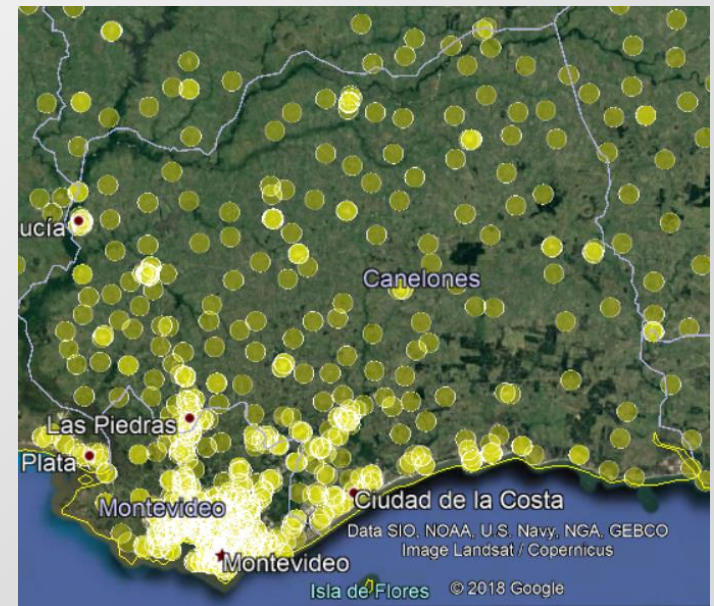 ucía
Canelones
Las Piedras
Plata
Montevideo
Ciudad de la Costa
Data SIO, NOAA, U.S. Navy, NGA, GEBCO
Image Landsat / Copernicus
Montevideo
Isla de Flores
© 2018 Google